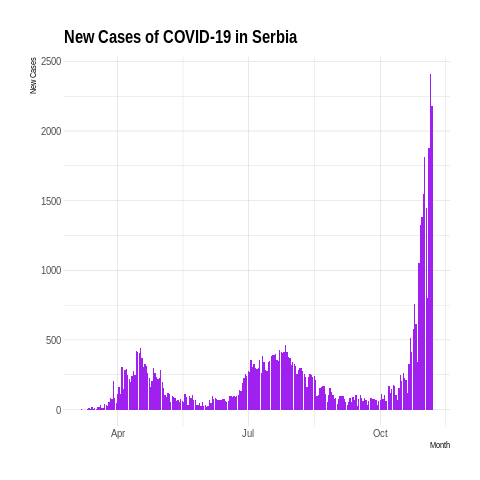 New Cases of COVID-19 in Serbia
New Cases
2500
2000
1500
1000
500
0
Apr
Jul
Oct
Month